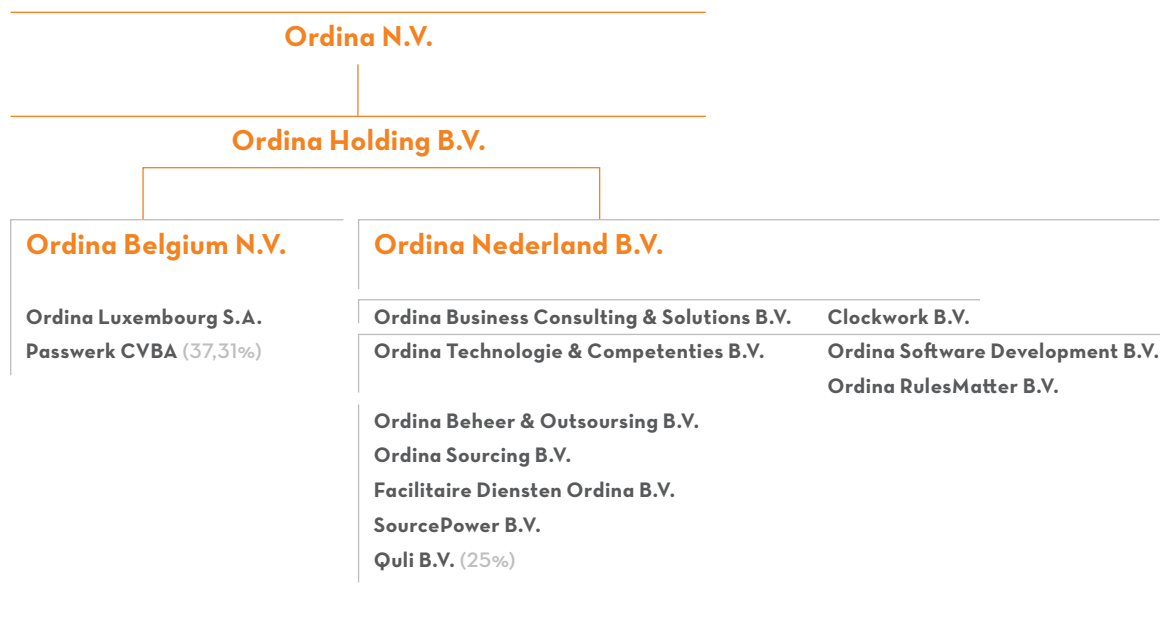 Ordina N.V.
Ordina Holding B.V.
Ordina Belgium N.V.
Ordina Luxembourg S.A.
Passwerk CVBA (37,31%)
Ordina Nederland B.V.
Ordina Business Consulting & Solutions B.V.
Clockwork B.V.
Ordina Technologie & Competenties B.V.
Ordina Software Development B.V.
Ordina RulesMatter B.V.
Ordina Beheer & Outsoursing B.V.
Ordina Sourcing B.V.
Facilitaire Diensten Ordina B.V.
SourcePower B.V.
Quli B.V. (25%)